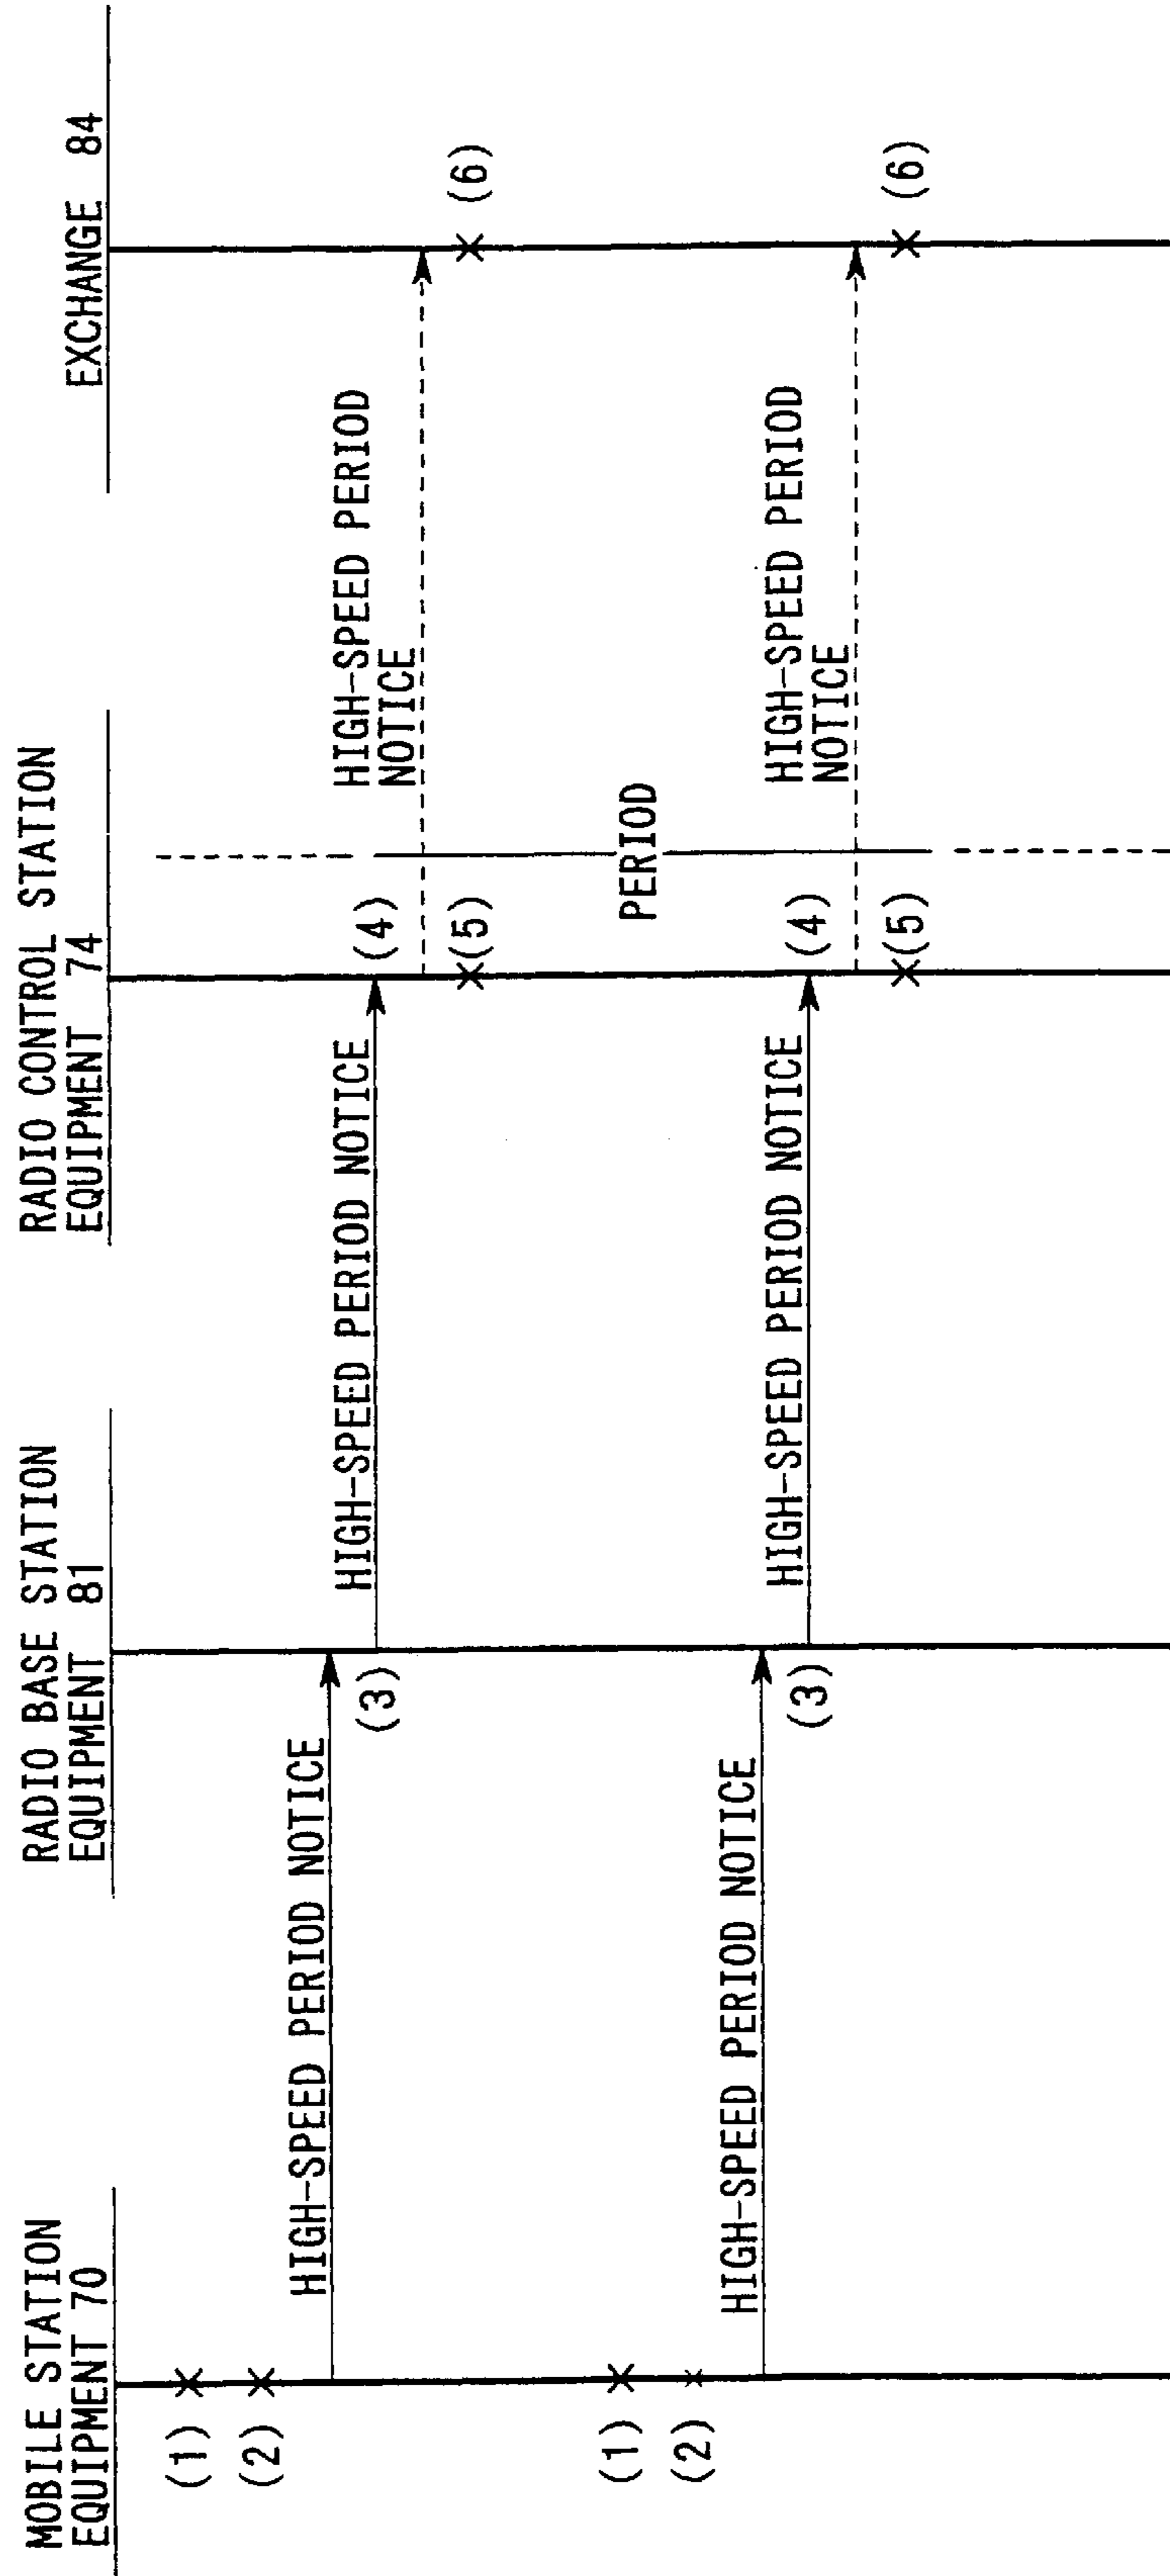 MOBILE STATION
EQUIPMENT 70
RADIO BASE STATION
EQUIPMENT 81
RADIO CONTROL STATION
EQUIPMENT 74
EXCHANGE 84
(1)
(2)
HIGH-SPEED PERIOD NOTICE
(3)
HIGH-SPEED PERIOD NOTICE
(4)
HIGH-SPEED PERIOD
NOTICE
(5)
(6)
PERIOD
(1)
(2)
HIGH-SPEED PERIOD NOTICE
(3)
HIGH-SPEED PERIOD NOTICE
(4)
HIGH-SPEED PERIOD
NOTICE
(5)
(6)